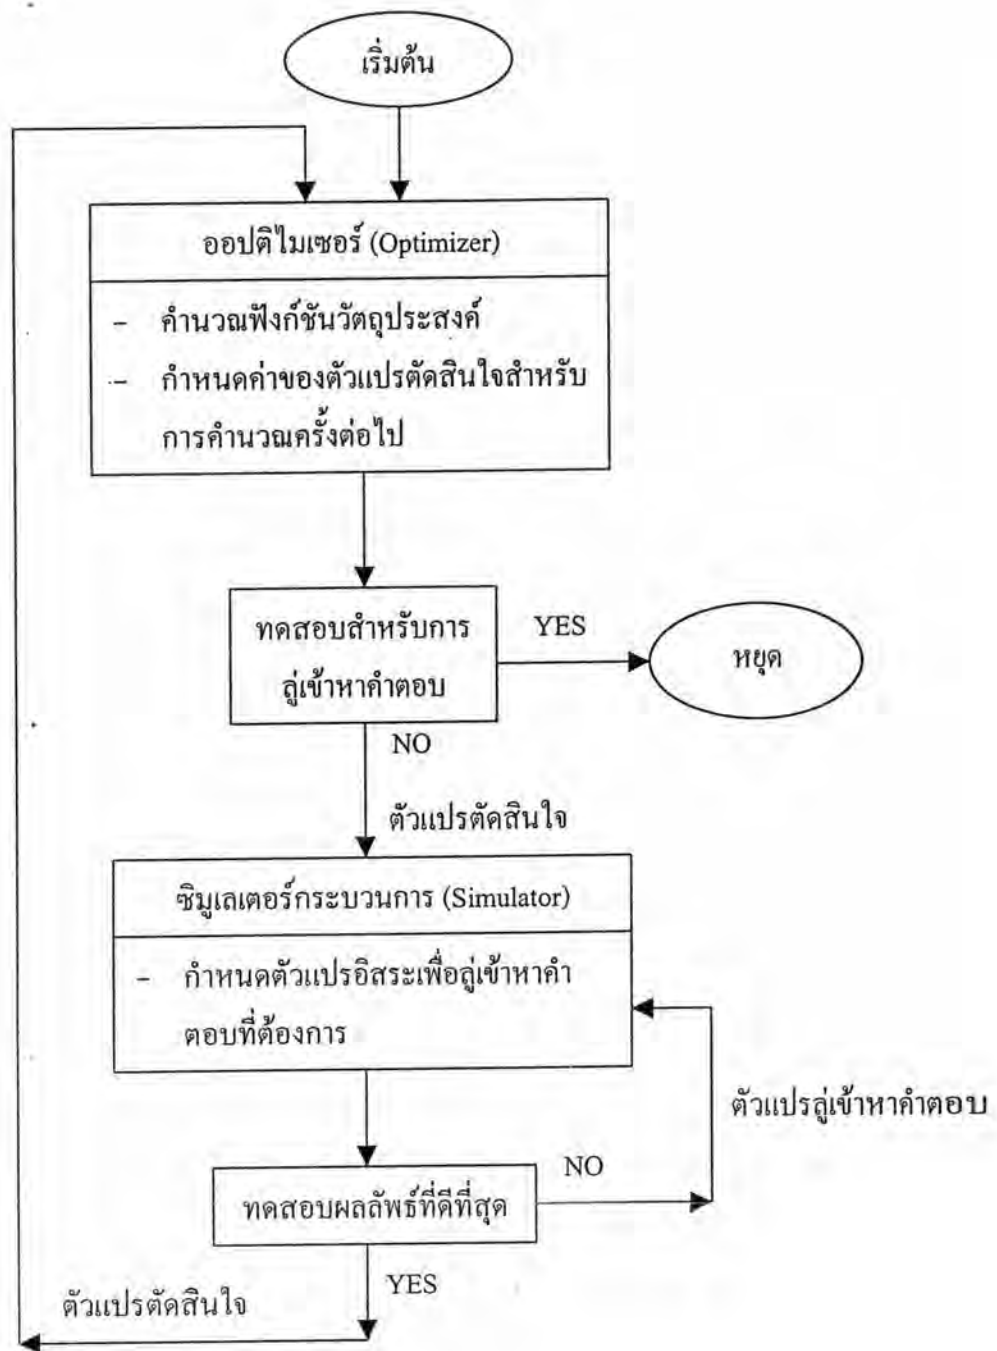 เริ่มต้น
ออปติไมเซอร์ (Optimizer)
- คำนวณฟังก์ชันวัตถุประสงค์
- กำหนดค่าของตัวแปรตัดสินใจสำหรับ
การคำนวณครั้งต่อไป
ทดสอบสำหรับการ
ลู่เข้าหาคำตอบ
YES
หยุด
NO
ตัวแปรตัดสินใจ
ซิมูเลเตอร์กระบวนการ (Simulator)
- กำหนดตัวแปรอิสระเพื่อลู่เข้าหาคำ
ตอบที่ต้องการ
ตัวแปรลู่เข้าหาคำตอบ
NO
ทดสอบผลลัพธ์ที่ดีที่สุด
YES
ตัวแปรตัดสินใจ